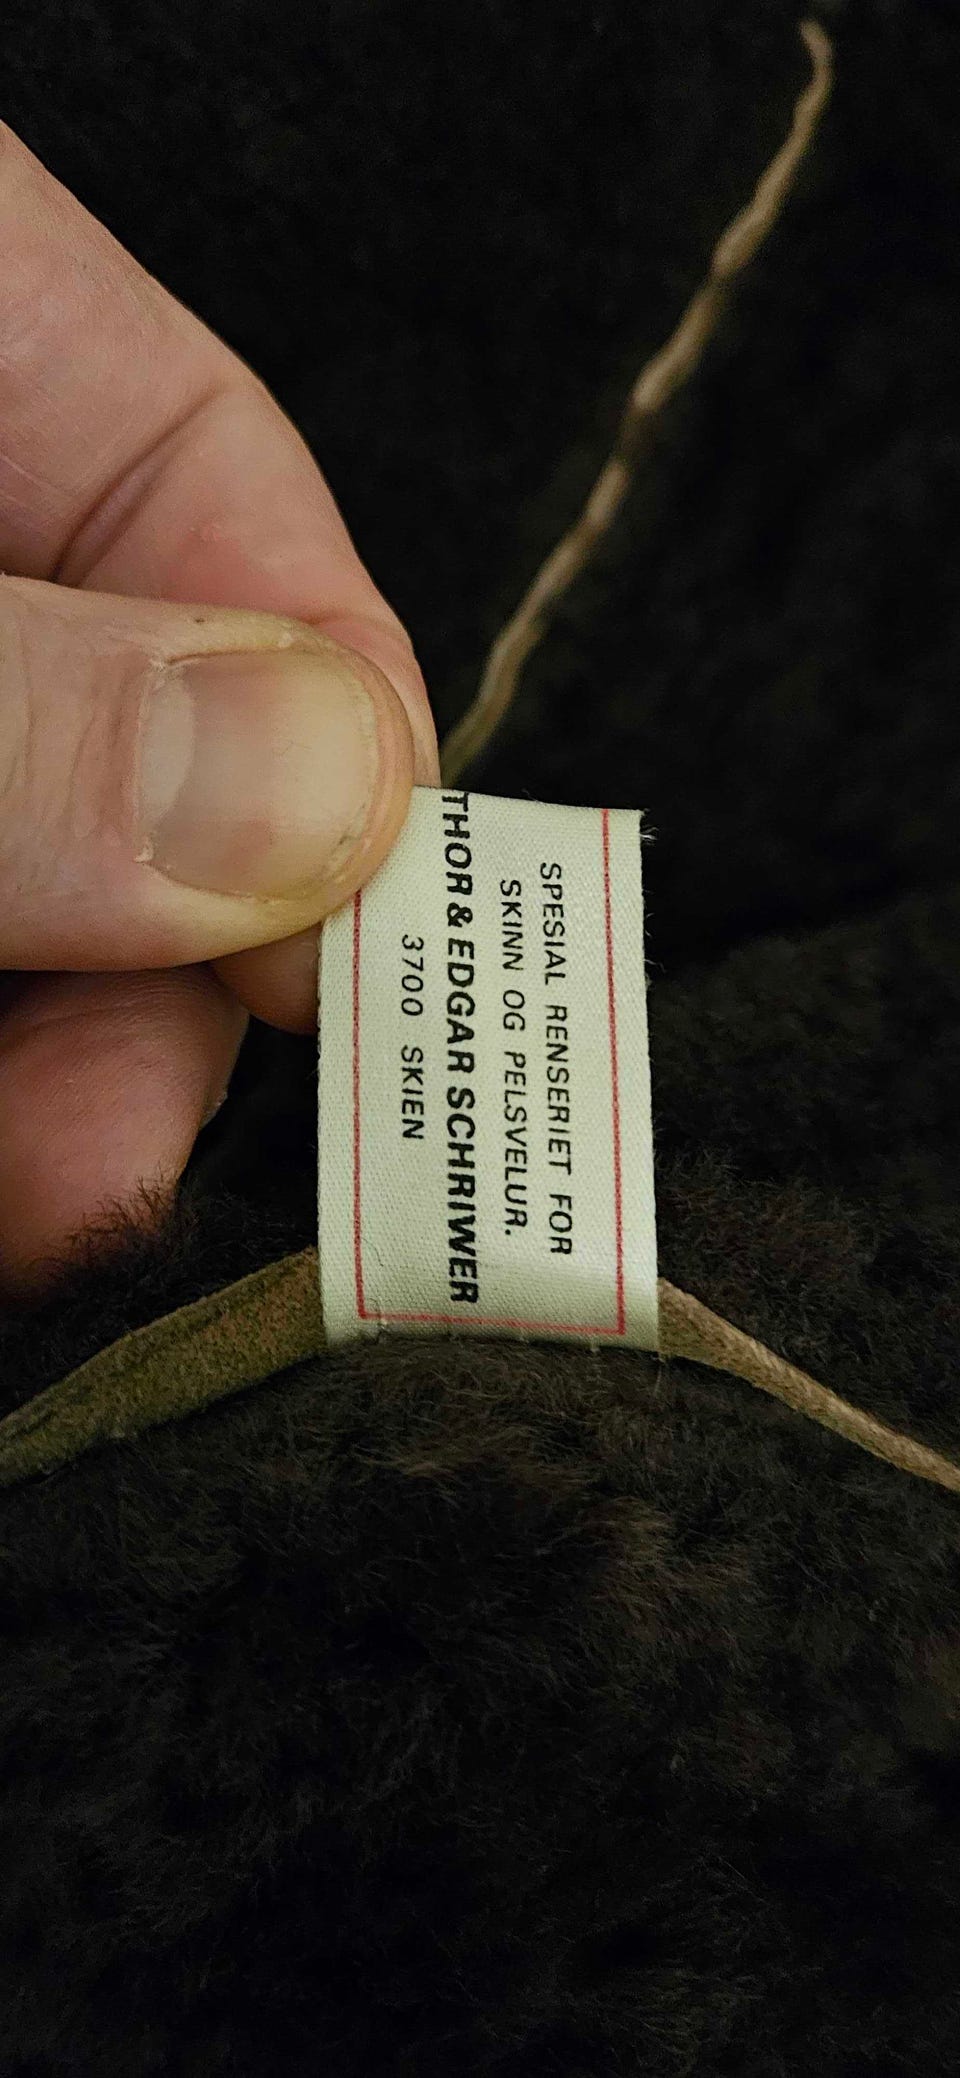 SPESIAL RENSERIET FOR
SKINN OG PELSVELUR.
THOR & EDGAR SCHRIWER
3700 SKIEN